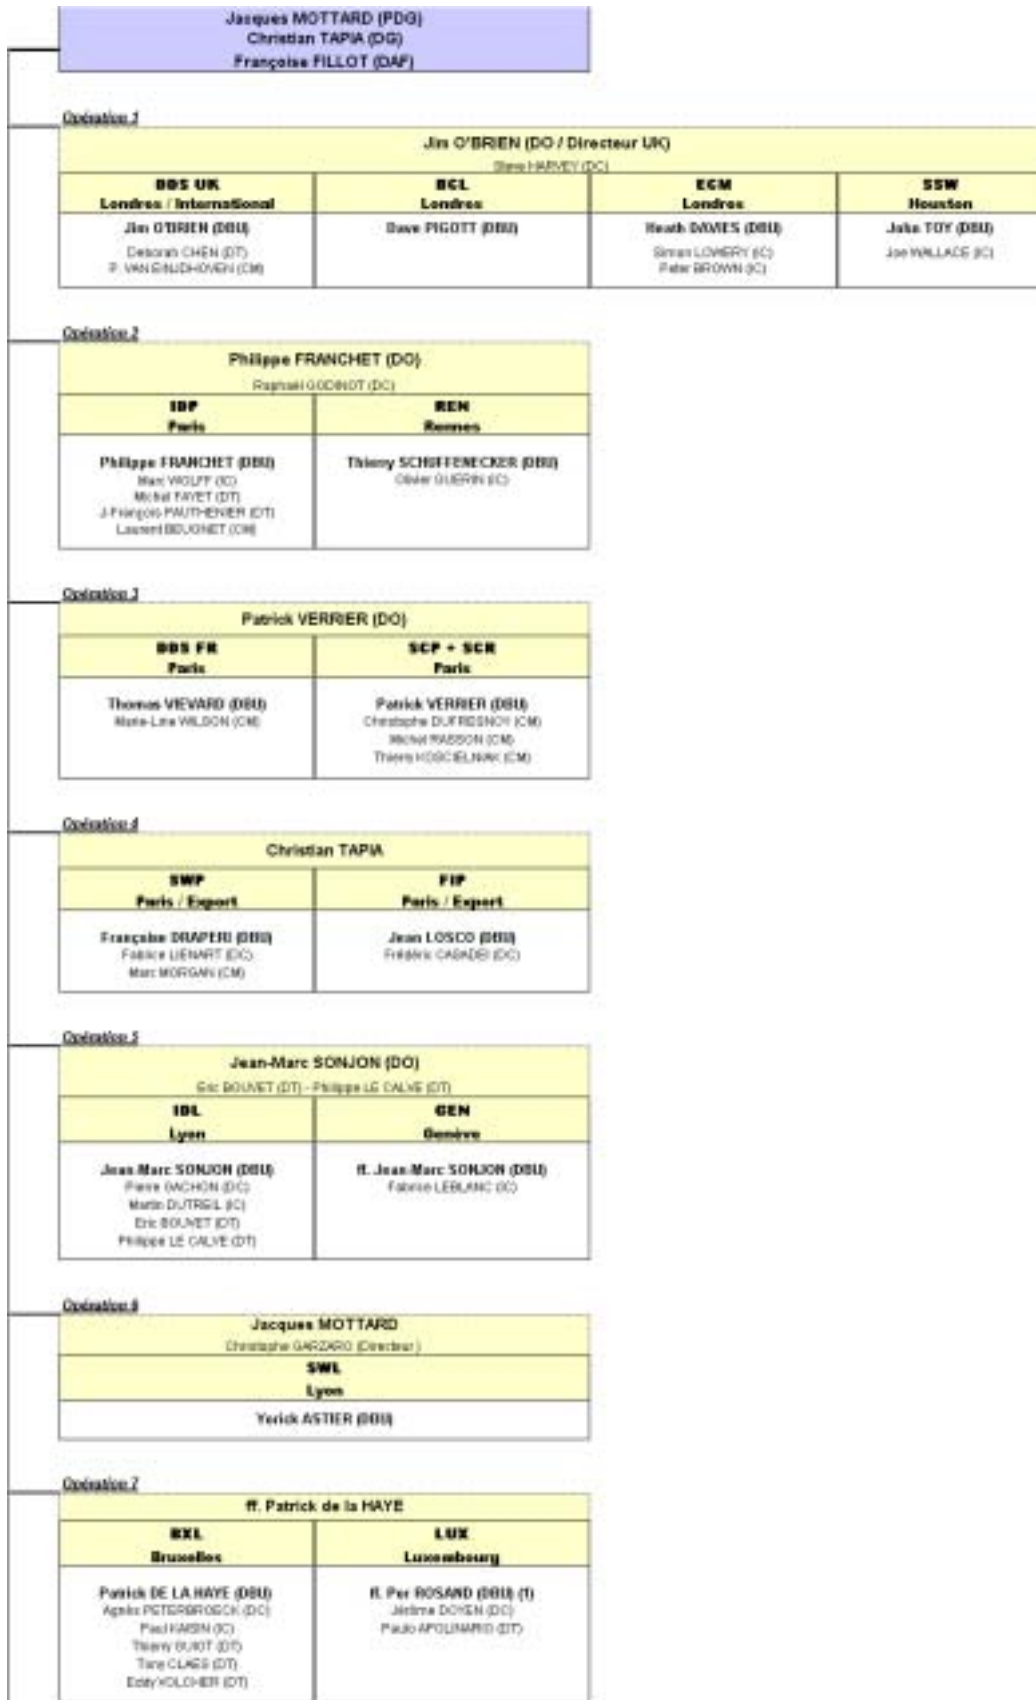 Jacques MOTTARD (PDG)
Christian TAPIA (DG)
Françoise FILLOT (DAF)
Opération 1
Jim O'BRIEN (DO / Directeur UK)
Steve HARVEY (DC)
BDS UK
Londres / International
Jim O'BRIEN (DBU)
Deborah CHEN (DT)
P. VAN (CM)
BCL
Londres
Dave PIGOTT (DBU)
ECM
Londres
Heath DAVIES (DBU)
Simon LOWERY (IC)
Peter BROWN (IC)
SSW
Houston
John TOY (DBU)
Joe WALLACE (IC)
Opération 2
Philippe FRANCHET (DO)
Raphaël GODINOT (DC)
IDP
Paris
Philippe FRANCHET (DBU)
Marc WOLFF (IC)
Michel FAYET (DT)
J-François PAUTHENIER (DT)
Laurent (CM)
REN
Rennes
Thierry SCHUFFENECKER (DBU)
Olivier GUERIN (IC)
Opération 3
Patrick VERRIER (DO)
BDS FR
Paris
Thomas VIEVARD (DBU)
Marie-Line WILSON (CM)
SCP + SCR
Paris
Patrick VERRIER (DBU)
Christophe DUFRESNOY (CM)
Michel (CM)
Thierry KOSCIELNIAK (CM)
Opération 4
Christian TAPIA
SWP
Paris / Export
Françoise DRAPERI (DBU)
Fabrice LIENART (DC)
Marc MORGAN (CM)
FIP
Paris / Export
Jean LOSCO (DBU)
Frédéric CASADEI (DC)
Opération 5
Jean-Marc SONJON (DO)
Eric BOUVET (DT) - Philippe LE CALVE (DT)
IDL
Lyon
Jean-Marc SONJON (DBU)
Pierre GACHON (DC)
Martin DUTREIL (IC)
Eric BOUVET (DT)
Philippe LE CALVE (DT)
GEN
Genève
ff. Jean-Marc SONJON (DBU)
Fabrice LEBLANC (IC)
Opération 6
Jacques MOTTARD
Christophe GARZARO (Directeur)
SWL
Lyon
Yorick ASTIER (DBU)
Opération 7
ff. Patrick de la HAYE
BXL
Bruxelles
Patrick DE LA HAYE (DBU)
Agnès PETERBROECK (DC)
Paul KAISIN (IC)
Thierry GUIOT (DT)
Tony CLAES (DT)
Eddy (DT)
LUX
Luxembourg
ff. Per ROSAND (DBU) (1)
Jérôme DOYEN (DC)
Paulo APOLINARIO (DT)